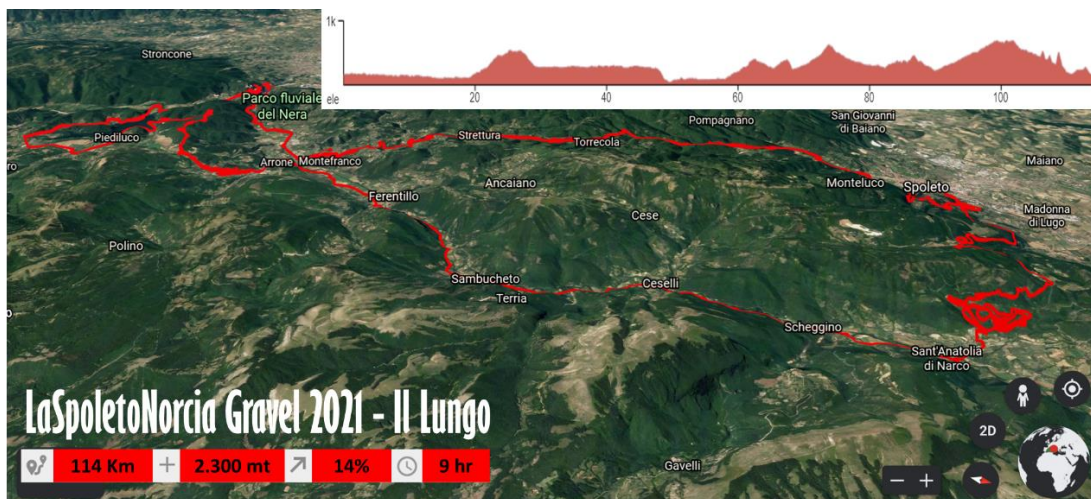 1k
ele
20
40
60
80
100
Stroncone
Parco fluviale
del Nera
Piediluco
ro
Arrone
Montefranco
Strettura
Torrecola
Pompagnano
San Giovanni
di Baiano
Maiano
Monteluco
Spoleto
Madonna
di Lugo
Ferentillo
Ancaiano
Cese
Polino
Sambucheto
Terria
Ceselli
Scheggino
Sant'Anatolia
di Narco
Gavelli
LaSpoletoNorcia Gravel 2021 - Il Lungo
114 Km + 2.300 mt 14% 9 hr
2D